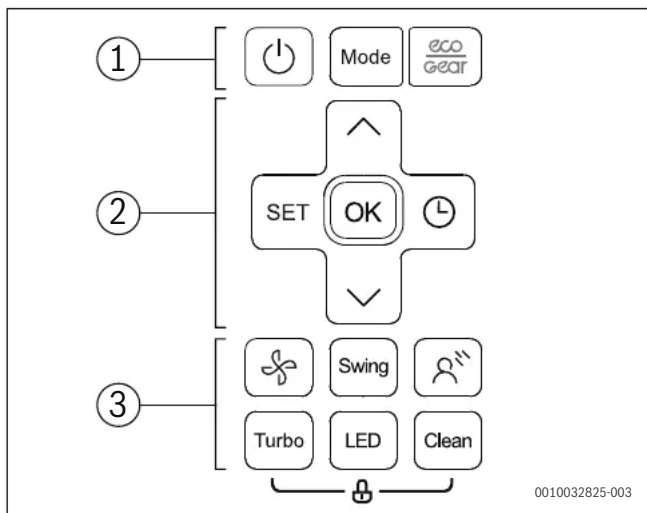 1
Mode
eco
Gear
2
SET OK
3
Swing
Turbo LED Clean
0010032825-003